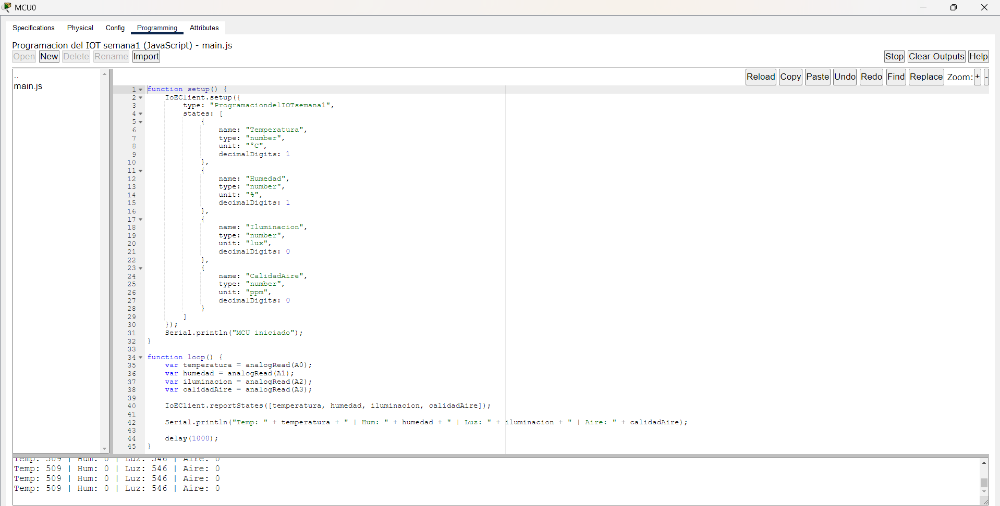 MCU0
Specifications Physical Config Programming Attributes
Programacion del IOT semana1 (JavaScript) - main.js
Open New Delete Rename Import Stop Clear Outputs Help
Reload Copy Paste Undo Redo Find Replace Zoom: + -
..
main.js
1 function setup() {
2 IoEClient.setup({
3 type: "ProgramaciondelIOTsemana1",
4 states: [
5 {
6 name: "Temperatura",
7 type: "number",
8 unit: "°C",
9 decimalDigits: 1
10 },
11 {
12 name: "Humedad",
13 type: "number",
14 unit: "%",
15 decimalDigits: 1
16 },
17 {
18 name: "Iluminacion",
19 type: "number",
20 unit: "lux",
21 decimalDigits: 0
22 },
23 {
24 name: "CalidadAire",
25 type: "number",
26 unit: "ppm",
27 decimalDigits: 0
28 }
29 ]
30 });
31 Serial.println("MCU iniciado");
32 }
33
34 function loop() {
35 var temperatura = analogRead(A0);
36 var humedad = analogRead(A1);
37 var iluminacion = analogRead(A2);
38 var calidadAire = analogRead(A3);
39
40 IoEClient.reportStates([temperatura, humedad, iluminacion, calidadAire]);
41
42 Serial.println("Temp: " + temperatura + " | Hum: " + humedad + " | Luz: " + iluminacion + " | Aire: " + calidadAire);
43
44 delay(1000);
45 }
Temp: 509 | Hum: 0 | Luz: 546 | Aire: 0
Temp: 509 | Hum: 0 | Luz: 546 | Aire: 0
Temp: 509 | Hum: 0 | Luz: 546 | Aire: 0
Temp: 509 | Hum: 0 | Luz: 546 | Aire: 0